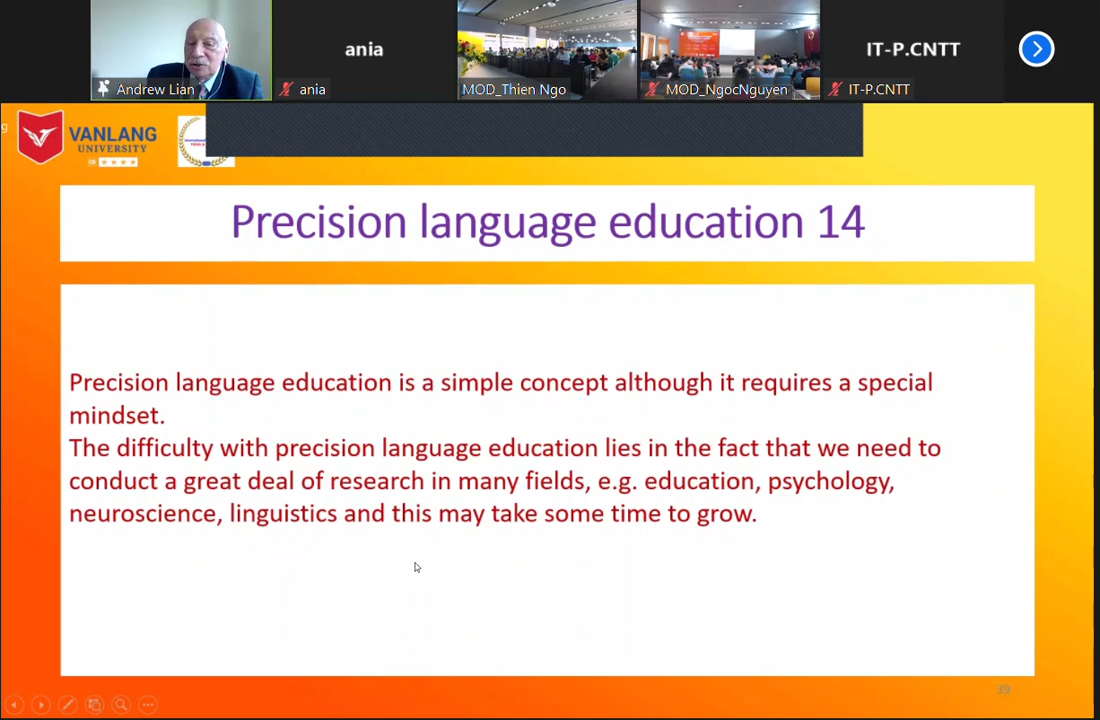 ania
IT-P.CNTT
Andrew Lian
ania
MOD_Thien Ngo
MOD_NgocNguyen
IT-P.CNTT
g
VANLANG
UNIVERSITY
Precision language education 14
Precision language education is a simple concept although it requires a special
mindset.
The difficulty with precision language education lies in the fact that we need to
conduct a great deal of research in many fields, e.g. education, psychology,
neuroscience, linguistics and this may take some time to grow.
39